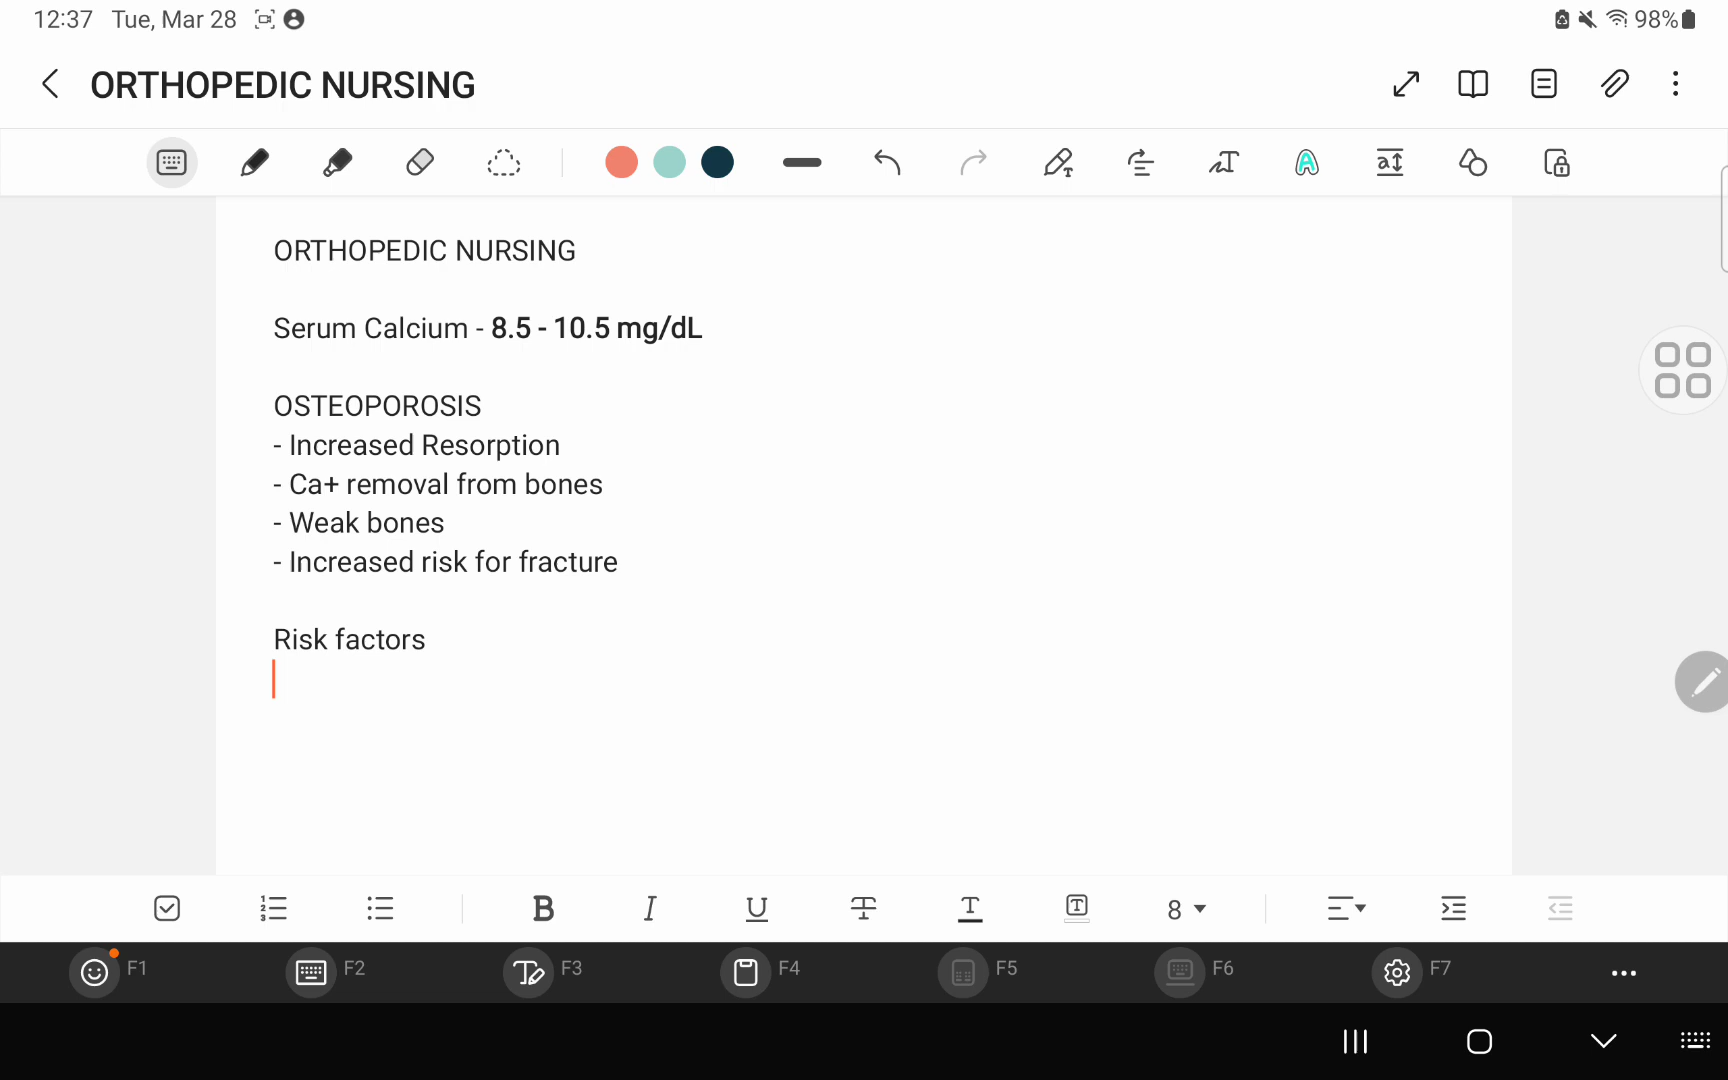 12:37 Tue, Mar 28 98%
ORTHOPEDIC NURSING
ORTHOPEDIC NURSING
Serum Calcium - 8.5 - 10.5 mg/dL
OSTEOPOROSIS
- Increased Resorption
- Ca+ removal from bones
- Weak bones
- Increased risk for fracture
Risk factors
B I U T T T 8
F1 F2 F3 F4 F5 F6 F7